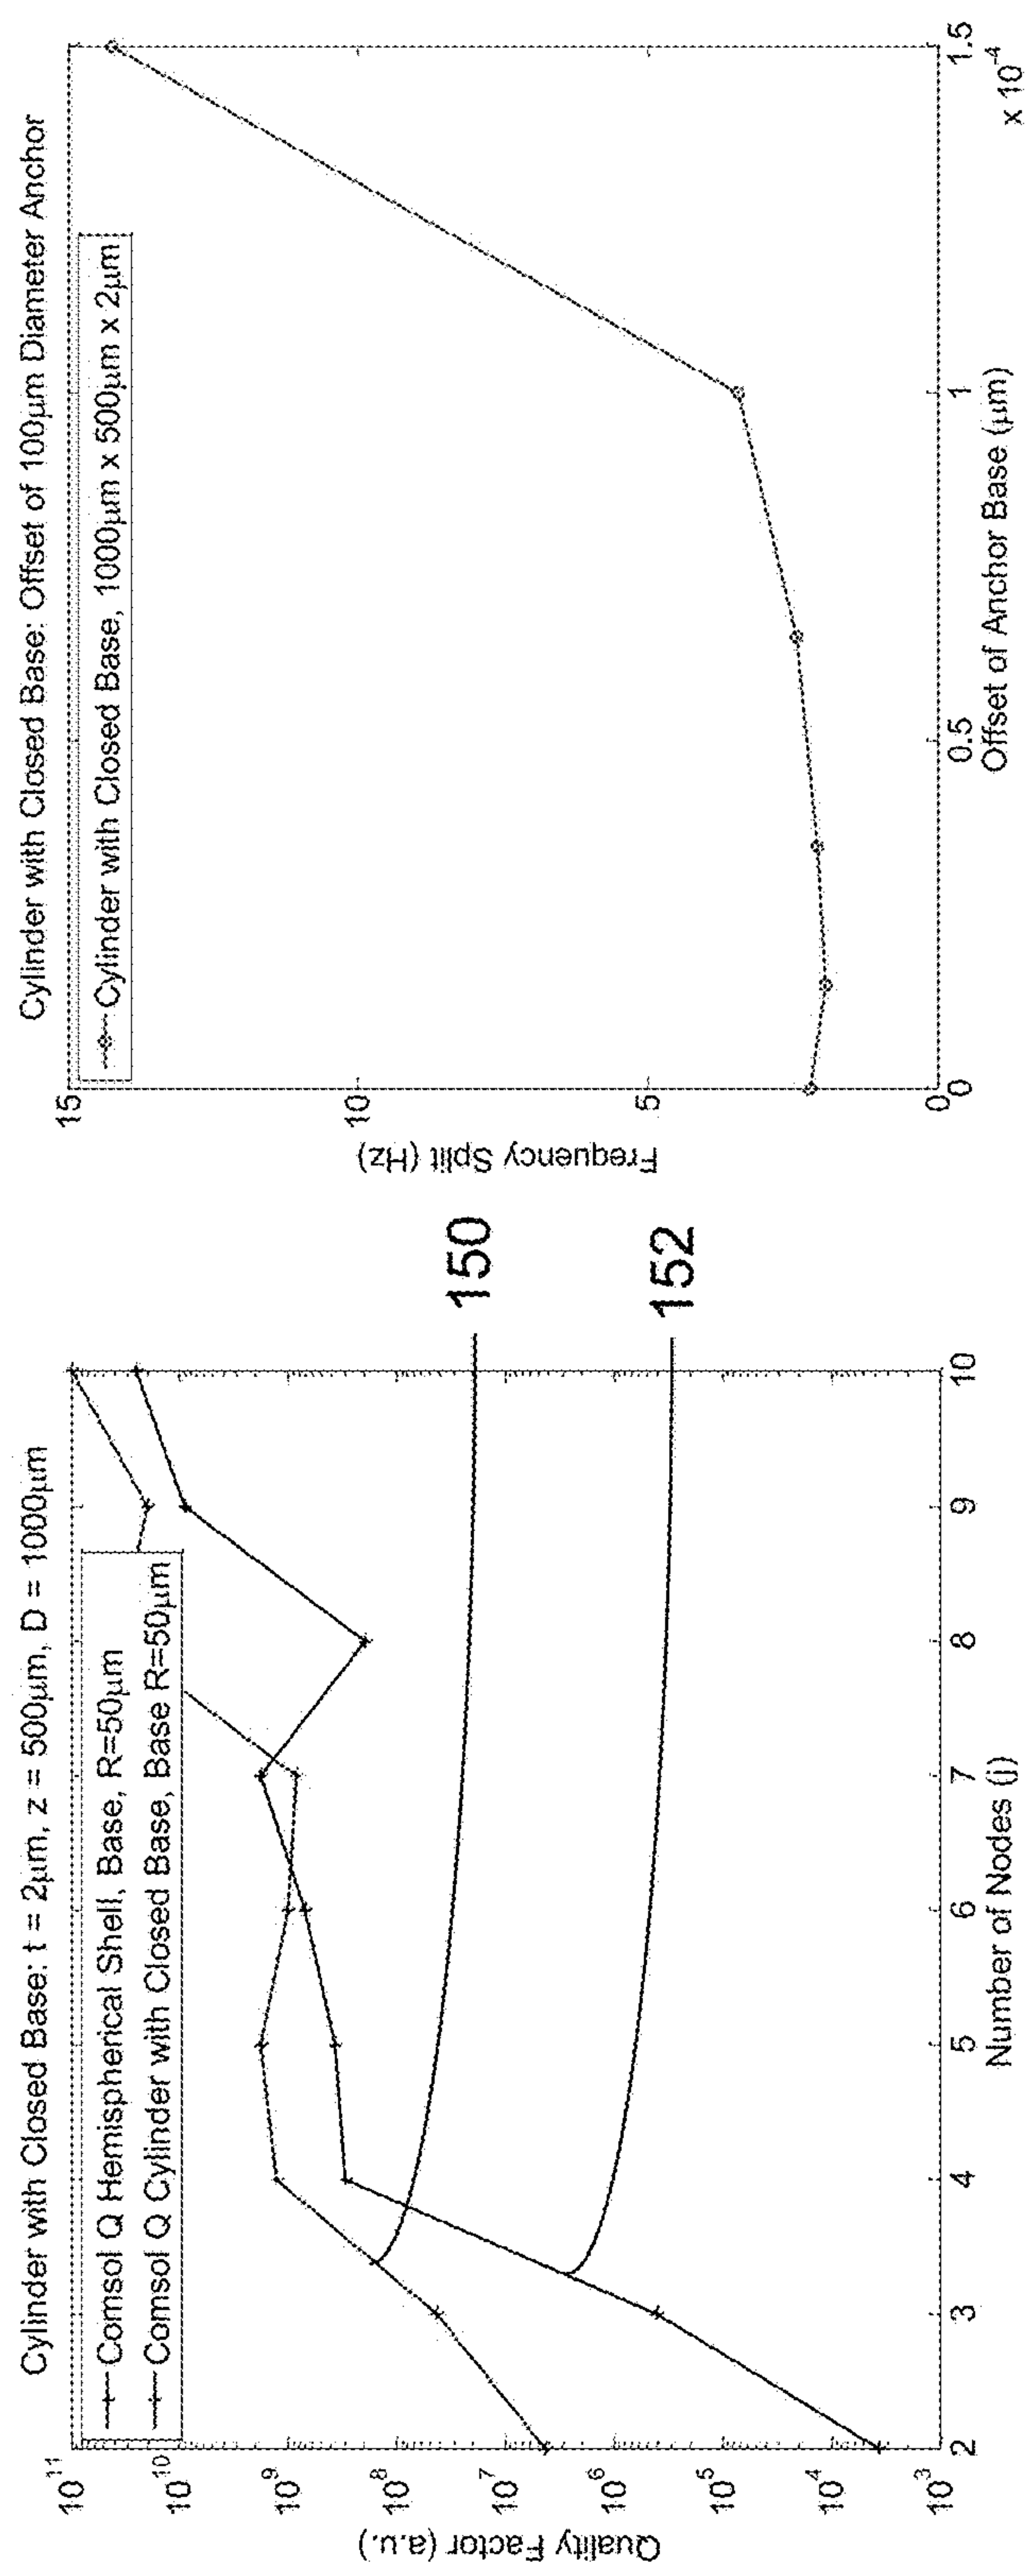 Cylinder with Closed Base: t = 2μm, z = 500μm, D = 1000μm
Comsol Q Hemispherical Shell, Base, R=50μm
Comsol Q Cylinder with Closed Base, Base R=50μm
Quality Factor (a.u.)
10^11
10^10
10^9
10^8
10^7
10^6
10^5
10^4
10^3
2 3 4 5 6 7 8 9 10
Number of Nodes (j)
150
152
Cylinder with Closed Base: Offset of 100μm Diameter Anchor
Cylinder with Closed Base, 1000μm x 500μm x 2μm
Frequency Split (Hz)
15
10
5
0
0 0.5 1 1.5
x 10^-4
Offset of Anchor Base (μm)